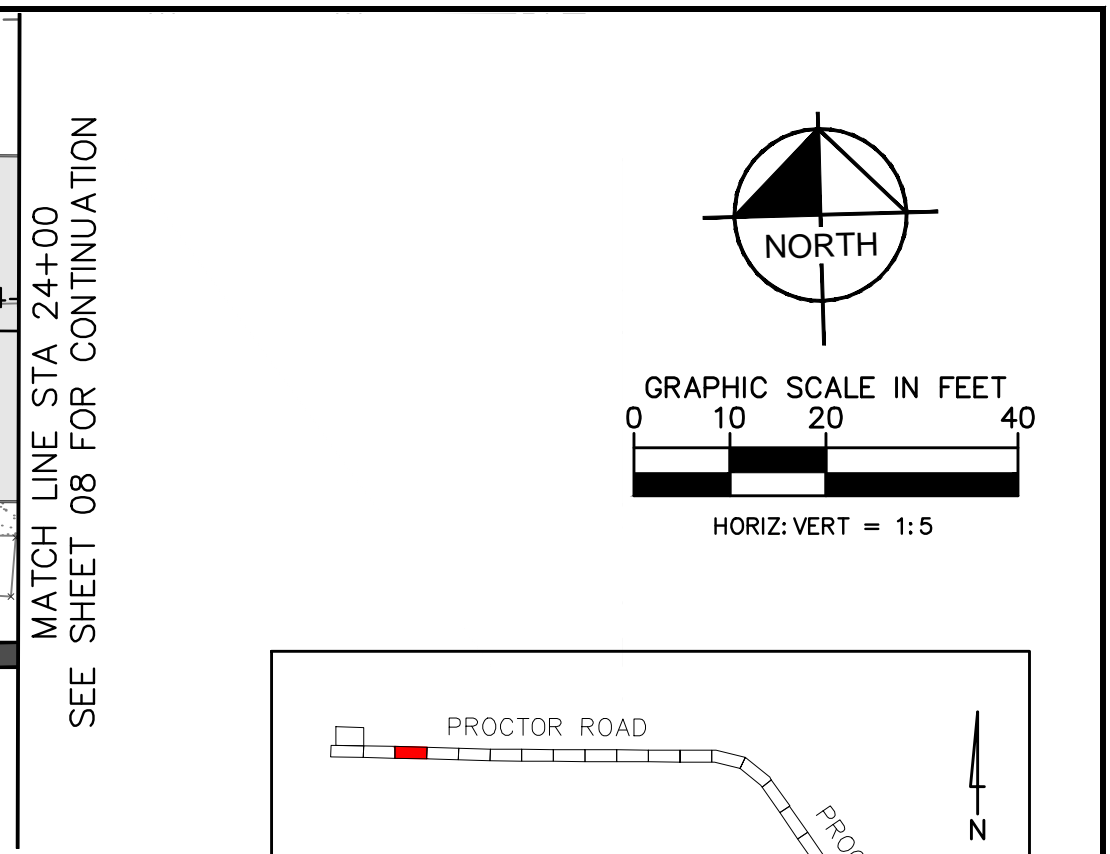 MATCH LINE STA 24+00
SEE SHEET 08 FOR CONTINUATION
NORTH
GRAPHIC SCALE IN FEET
0 10 20 40
HORIZ:VERT = 1:5
PROCTOR ROAD
N